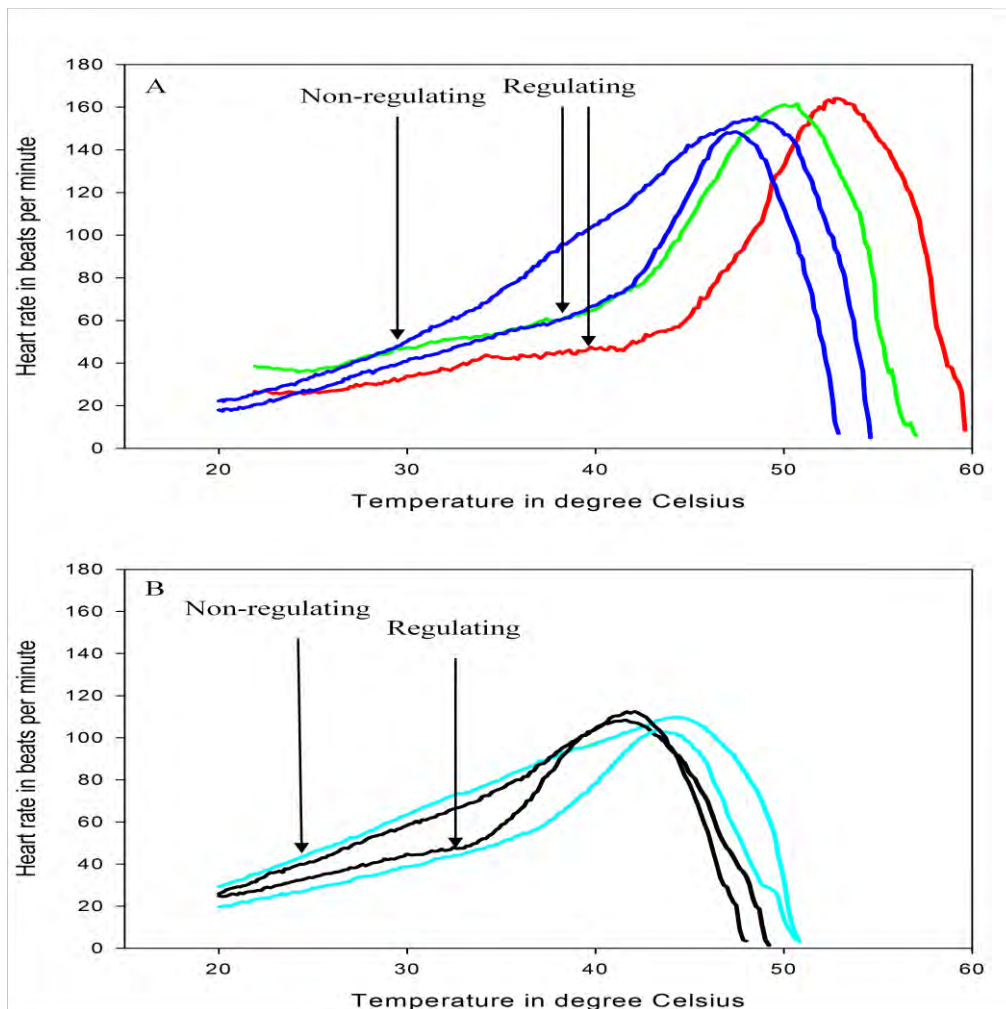 180
160
140
120
100
80
60
40
20
0
A
Non-regulating
Regulating
Heart rate in beats per minute
20 30 40 50 60
Temperature in degree Celsius
180
160
140
120
100
80
60
40
20
0
B
Non-regulating
Regulating
Heart rate in beats per minute
20 30 40 50 60
Temperature in degree Celsius